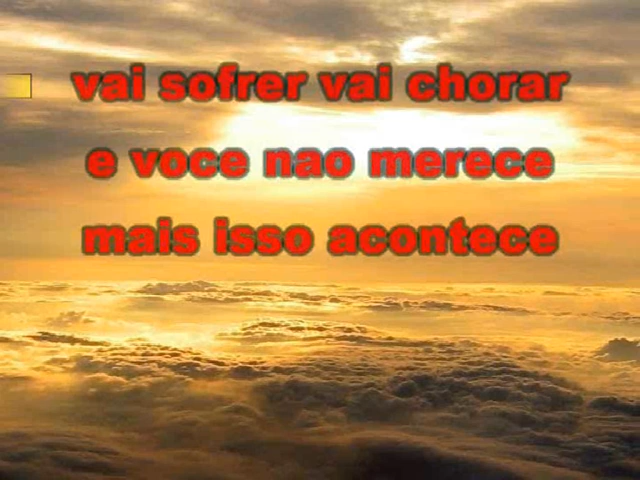 vai sofrer vai chorar
e voce nao merece
mais isso acontece